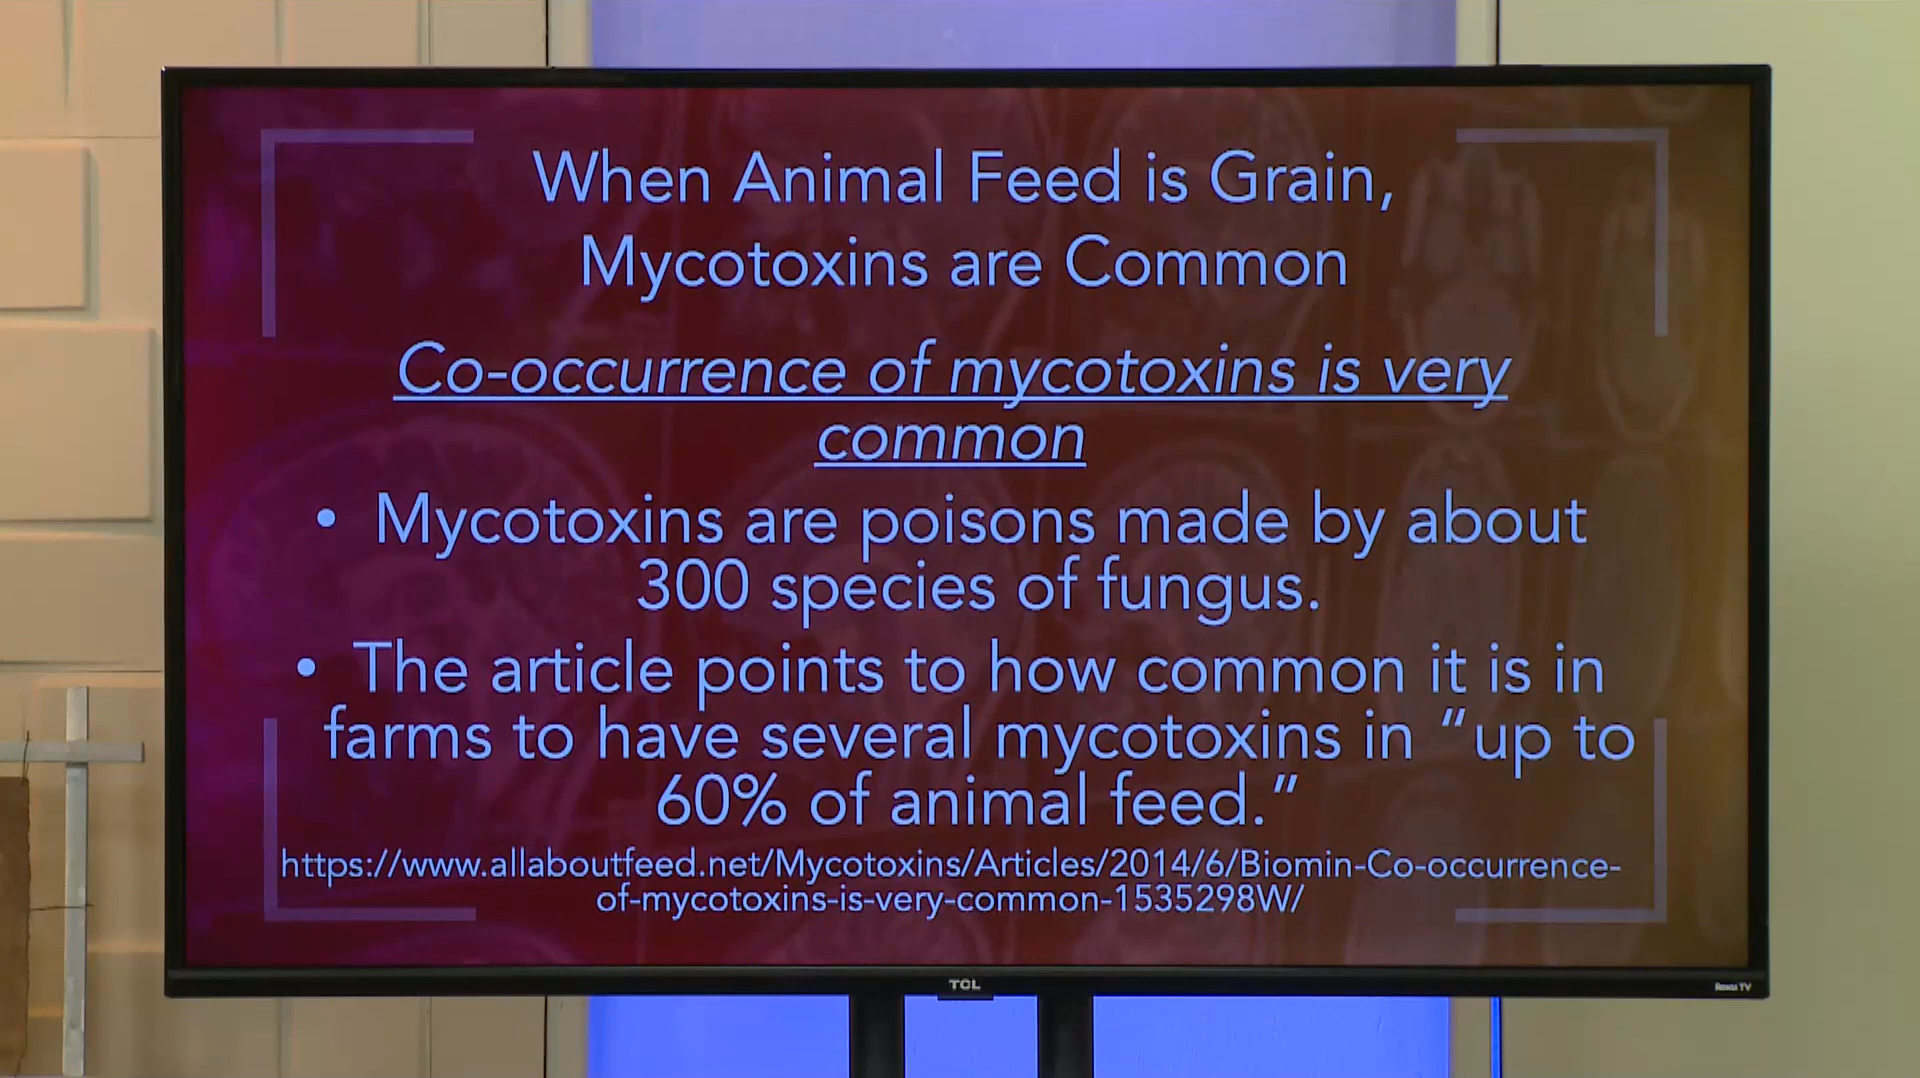 When Animal Feed is Grain,
Mycotoxins are Common
Co-occurrence of mycotoxins is very
common
• Mycotoxins are poisons made by about
300 species of fungus.
• The article points to how common it is in
farms to have several mycotoxins in “up to
60% of animal feed.”
https://www.allaboutfeed.net/Mycotoxins/Articles/2014/6/Biomin-Co-occurrence-
of-mycotoxins-is-very-common-1535298W/
TCL
Roku TV